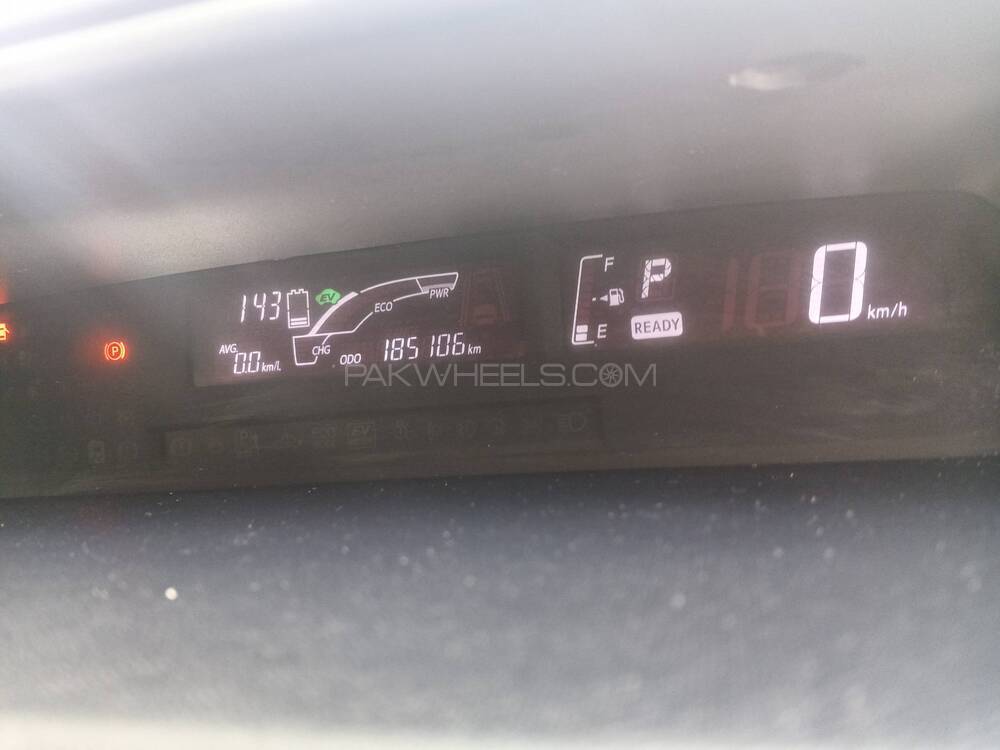 143 EV ECO PWR
CHG
AVG. 0.0 km/L
ODO 185106 km
F
E
P
READY
0 km/h
(P)
PAKWHEELS.COM